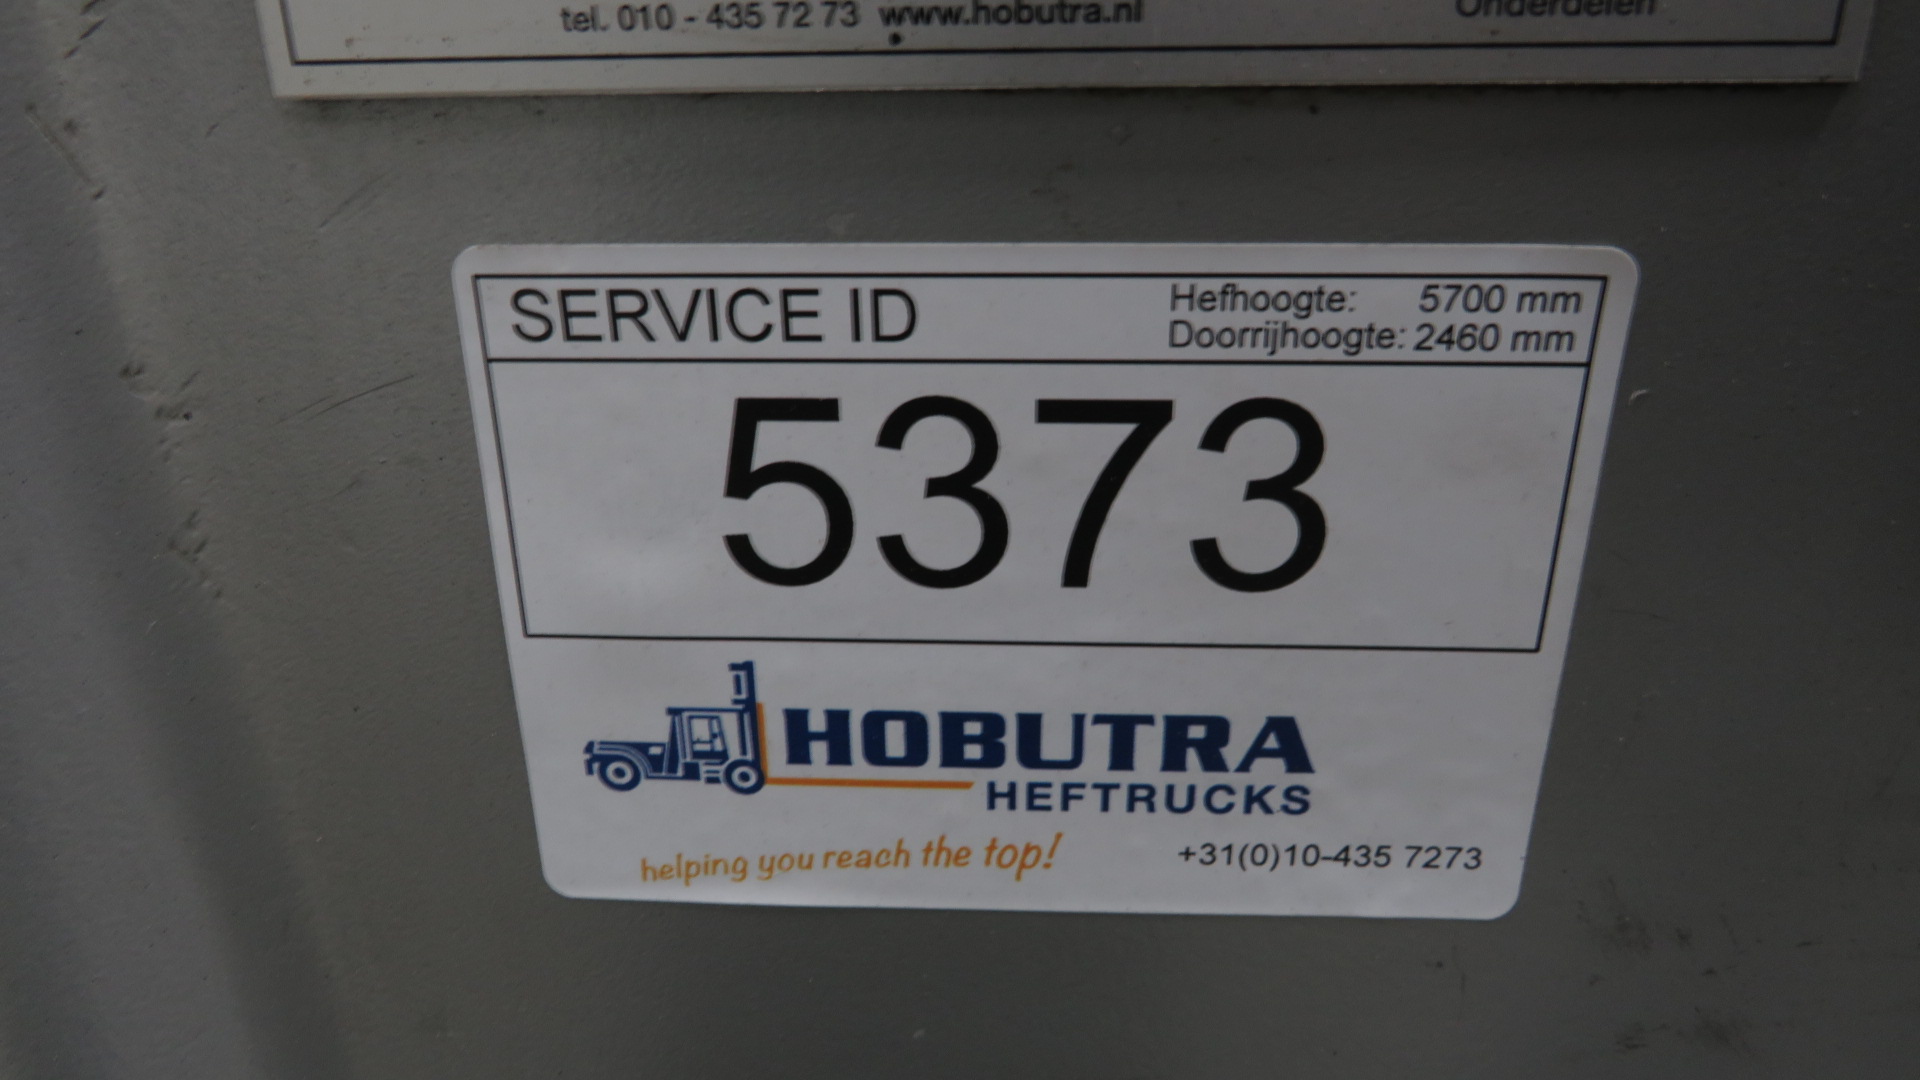 tel. 010 - 435 72 73 www.hobutra.nl Onderdelen
SERVICE ID
Hefhoogte: 5700 mm
Doorrijhoogte: 2460 mm
5373
HOBUTRA
HEFTRUCKS
helping you reach the top!
+31(0)10-435 7273